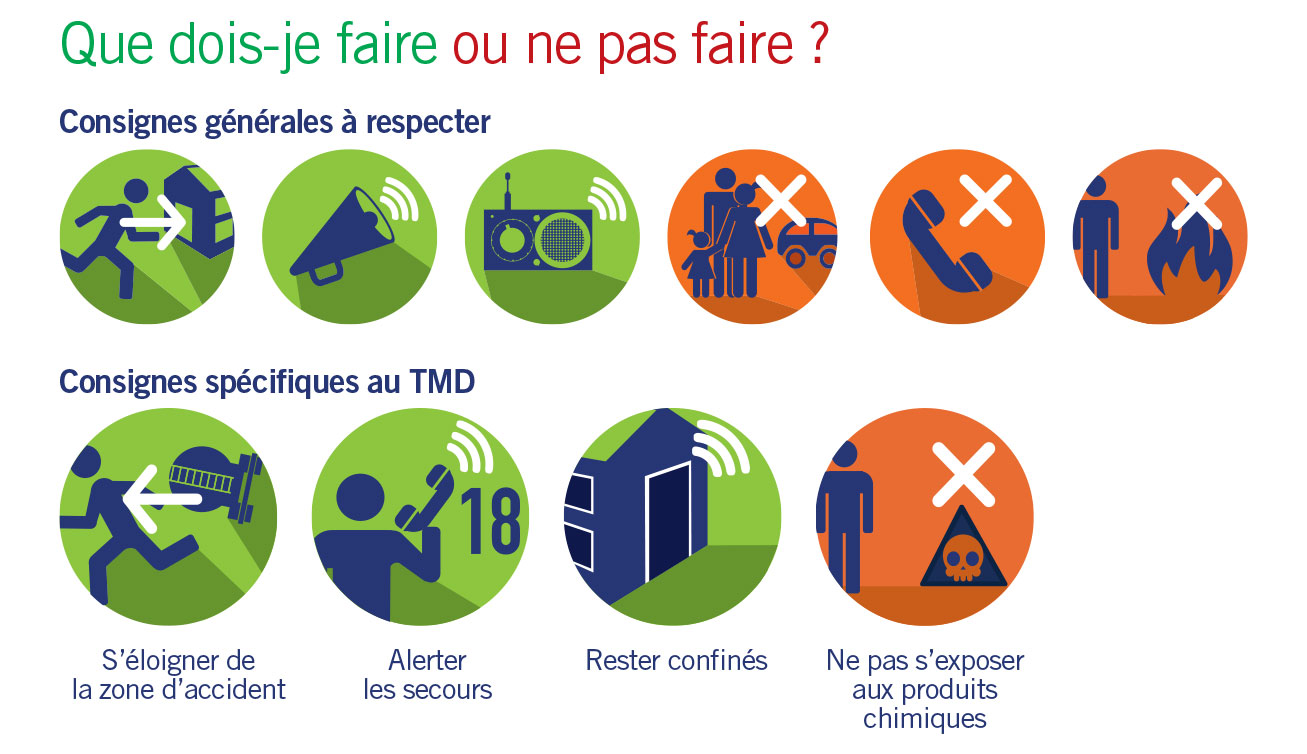 Que dois-je faire ou ne pas faire ?
Consignes générales à respecter
Consignes spécifiques au TMD
18
S’éloigner de
la zone d’accident
Alerter
les secours
Rester confinés
Ne pas s’exposer
aux produits
chimiques